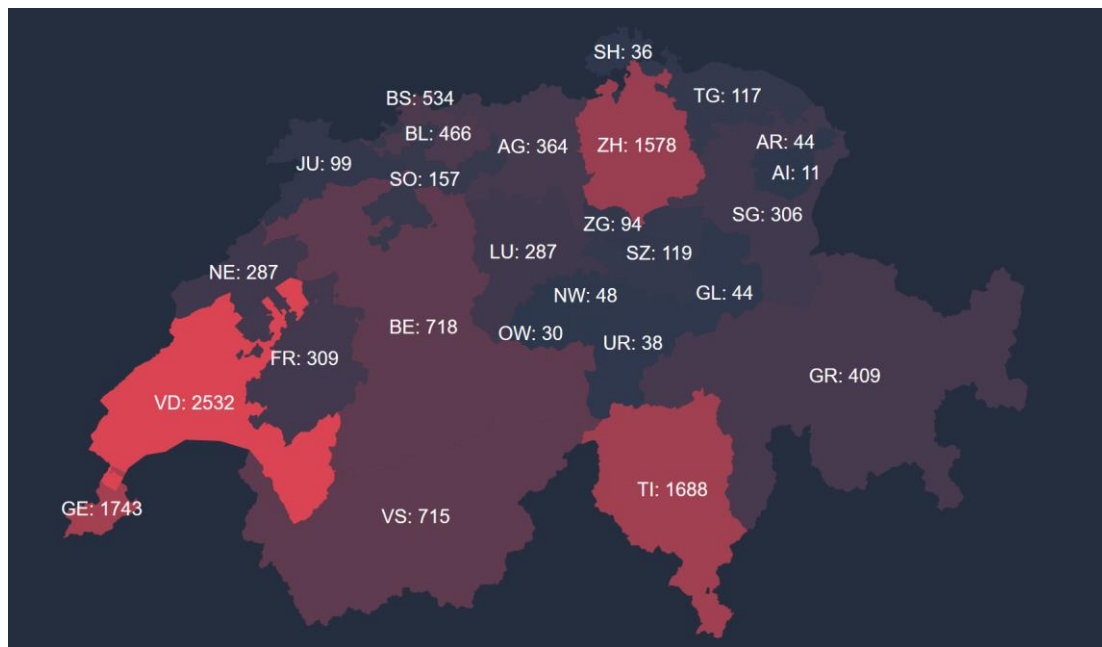 SH: 36
BS: 534
TG: 117
BL: 466
AG: 364
ZH: 1578
AR: 44
JU: 99
AI: 11
SO: 157
SG: 306
ZG: 94
LU: 287
SZ: 119
NE: 287
NW: 48
GL: 44
BE: 718
OW: 30
UR: 38
FR: 309
GR: 409
VD: 2532
TI: 1688
GE: 1743
VS: 715